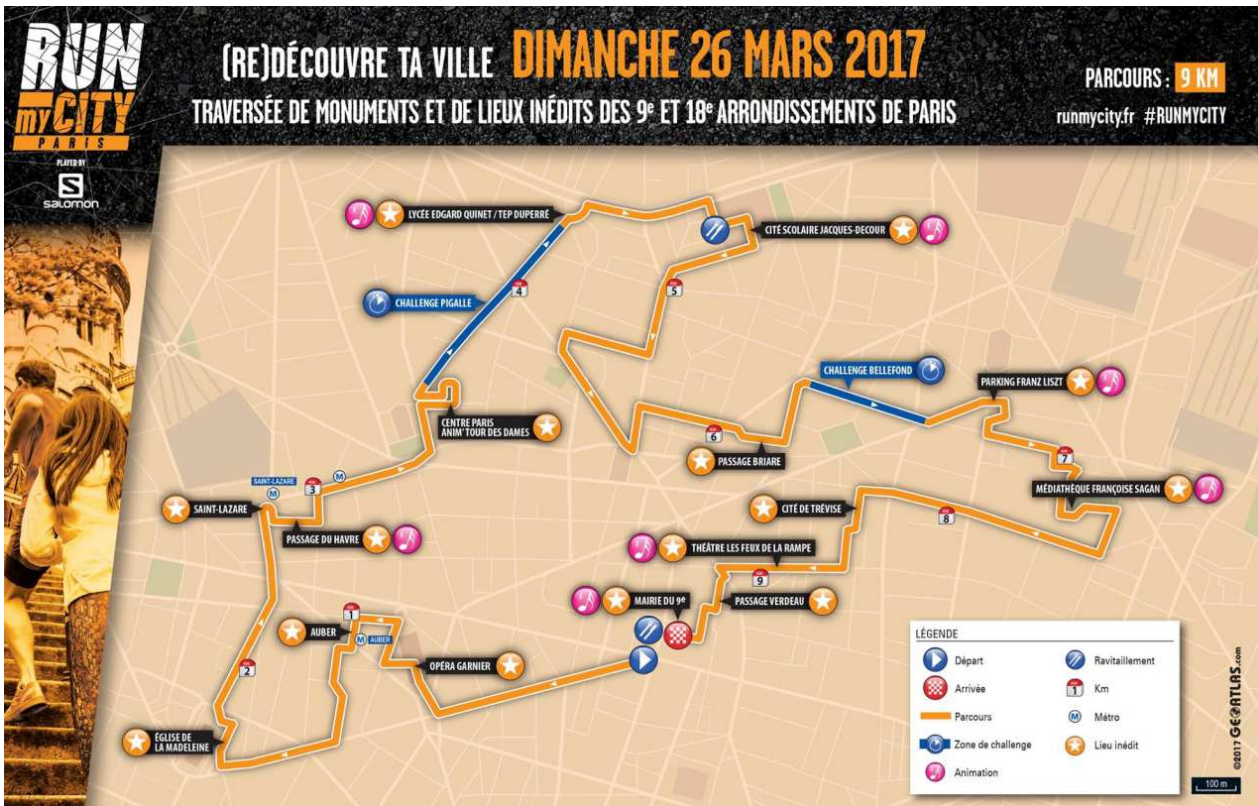 RUN
my CITY
PARIS
PLAYED BY
S
SALOMON
(RE)DÉCOUVRE TA VILLE DIMANCHE 26 MARS 2017
TRAVERSÉE DE MONUMENTS ET DE LIEUX INÉDITS DES 9e ET 18e ARRONDISSEMENTS DE PARIS
PARCOURS : 9 KM
runmycity.fr #RUNMYCITY
LYCÉE EDGARD QUINET / TEP DUPERRÉ
CITÉ SCOLAIRE JACQUES-DECOUR
CHALLENGE PIGALLE
4
5
CHALLENGE BELLEFOND
PARKING FRANZ LISZT
CENTRE PARIS
ANIM' TOUR DES DAMES
6
PASSAGE BRIARE
7
MÉDIATHÈQUE FRANÇOISE SAGAN
SAINT-LAZARE
M
M
3
SAINT-LAZARE
PASSAGE DU HAVRE
CITÉ DE TRÉVISE
8
THÉÂTRE LES FEUX DE LA RAMPE
9
MAIRIE DU 9e
PASSAGE VERDEAU
1
AUBER
M AUBER
OPÉRA GARNIER
2
ÉGLISE DE
LA MADELEINE
LÉGENDE
Départ
Ravitaillement
Arrivée
KM
1
Km
Parcours
M
Métro
Zone de challenge
Lieu inédit
Animation
©2017 GEOATLAS.com
100 m